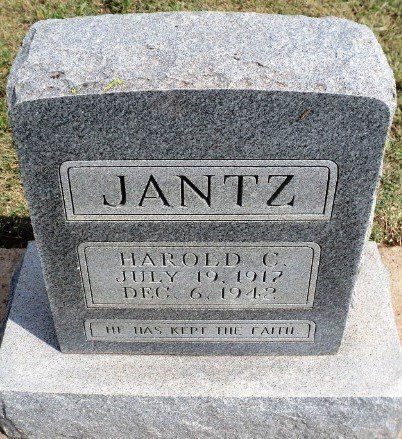 JANTZ
HAROLD C.
JULY 19, 1917
DEC. 6, 1942
HE HAS KEPT THE FAITH